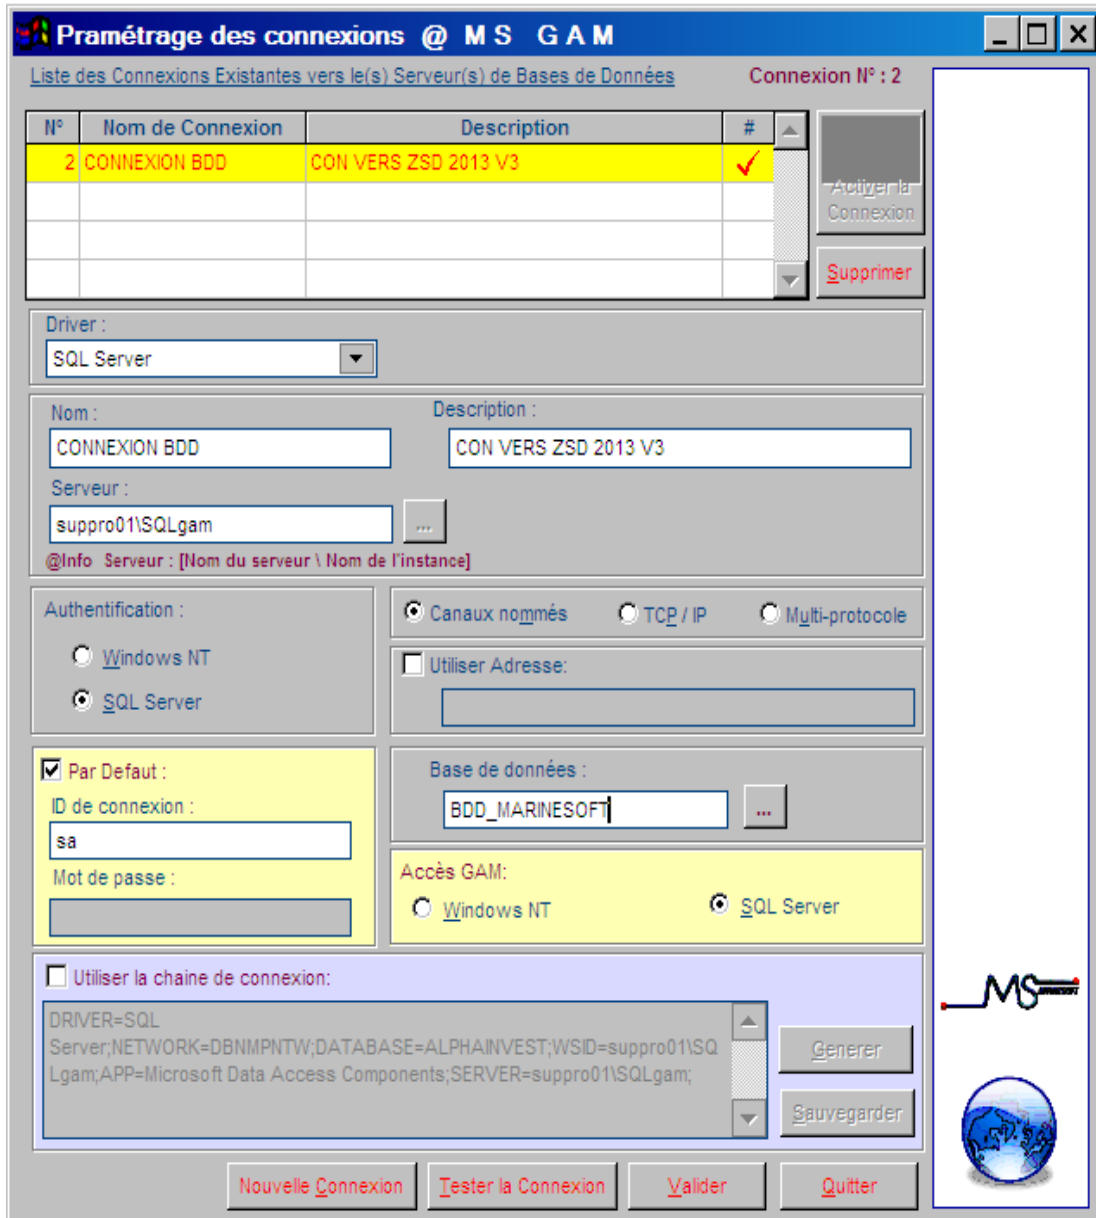 Pramétrage des connexions @ MS GAM
Liste des Connexions Existantes vers le(s) Serveur(s) de Bases de Données
Connexion N° : 2
N° Nom de Connexion Description #
2 CONNEXION BDD CON VERS ZSD 2013 V3
Activer la
Connexion
Supprimer
Driver :
SQL Server
Nom : Description :
CONNEXION BDD CON VERS ZSD 2013 V3
Serveur :
suppro01\SQLgam ...
@Info Serveur : [Nom du serveur \ Nom de l'instance]
Authentification :
Windows NT
SQL Server
Canaux nommés TCP / IP Multi-protocole
Utiliser Adresse:
Par Defaut :
ID de connexion :
sa
Mot de passe :
Base de données :
BDD_MARINESOFT ...
Accès GAM:
Windows NT SQL Server
Utiliser la chaine de connexion:
DRIVER=SQL
Server;NETWORK=DBNMPNTW;DATABASE=ALPHAINVEST;WSID=suppro01\SQ
Lgam;APP=Microsoft Data Access Components;SERVER=suppro01\SQLgam;
Generer
Sauvegarder
MS
Nouvelle Connexion Tester la Connexion Valider Quitter